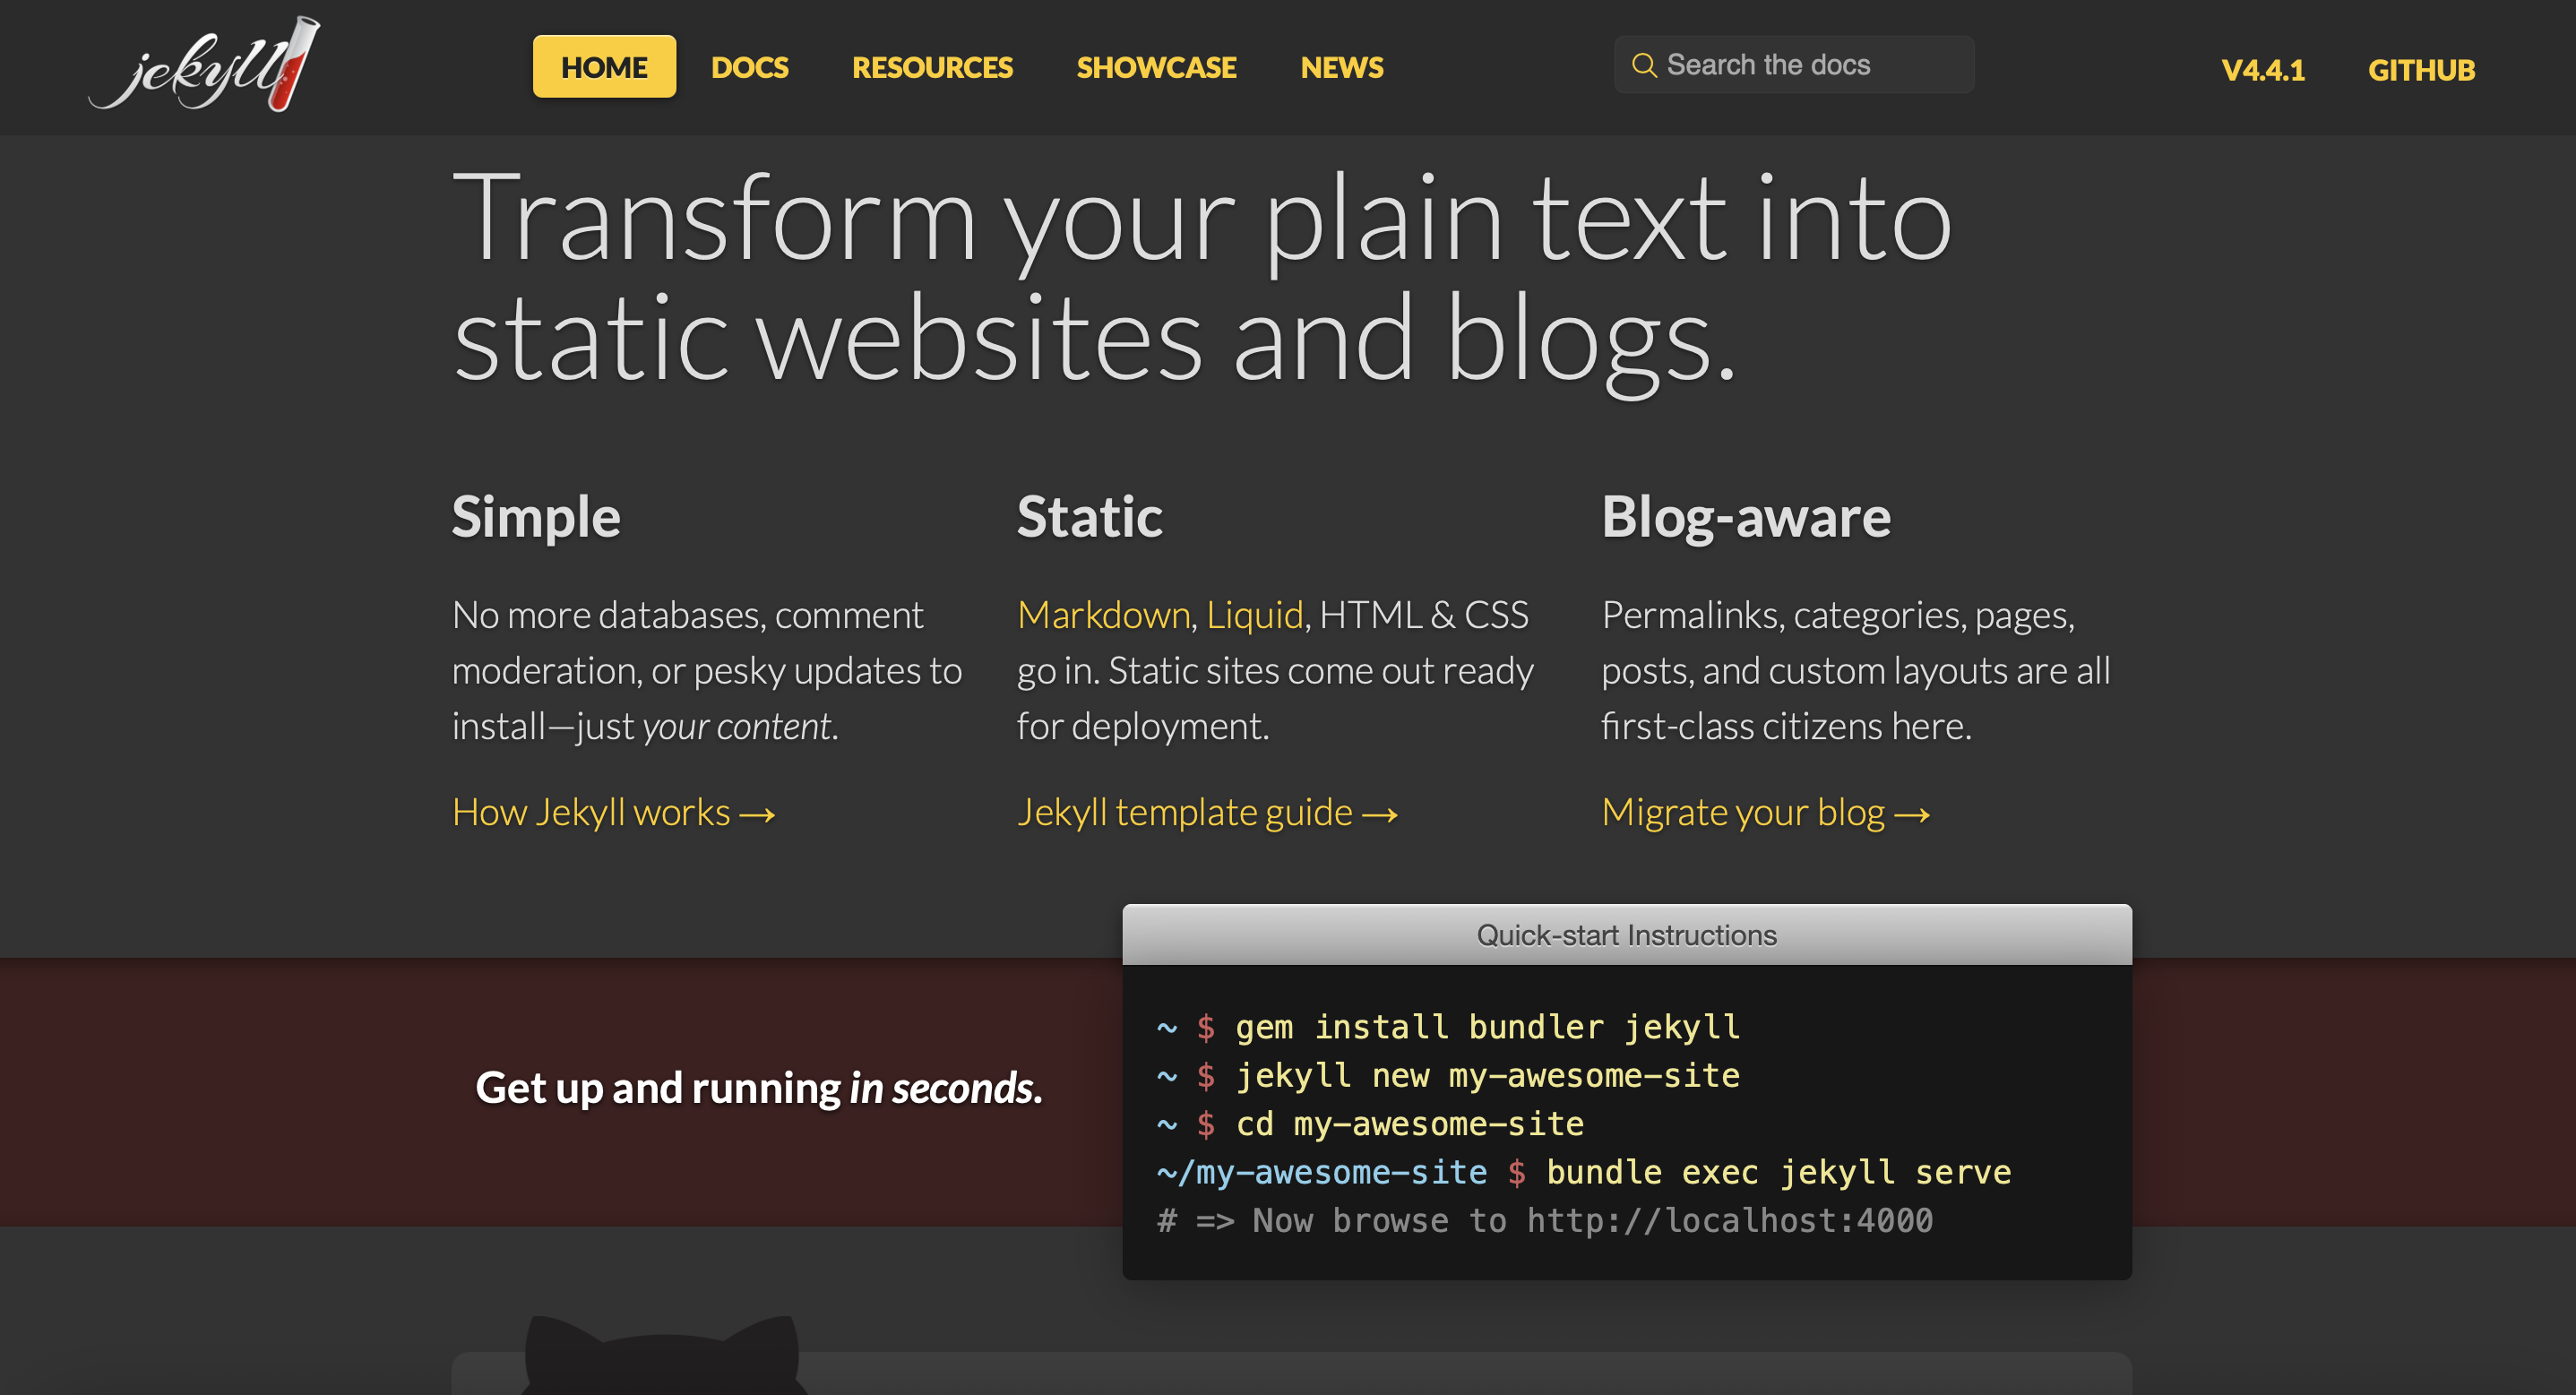 jekyll
HOME
DOCS
RESOURCES
SHOWCASE
NEWS
Search the docs
V4.4.1
GITHUB
Transform your plain text into
static websites and blogs.
Simple
No more databases, comment
moderation, or pesky updates to
install—just your content.
How Jekyll works →
Static
Markdown, Liquid, HTML & CSS
go in. Static sites come out ready
for deployment.
Jekyll template guide →
Blog-aware
Permalinks, categories, pages,
posts, and custom layouts are all
first-class citizens here.
Migrate your blog →
Get up and running in seconds.
Quick-start Instructions
~ $ gem install bundler jekyll
~ $ jekyll new my-awesome-site
~ $ cd my-awesome-site
~/my-awesome-site $ bundle exec jekyll serve
# => Now browse to http://localhost:4000